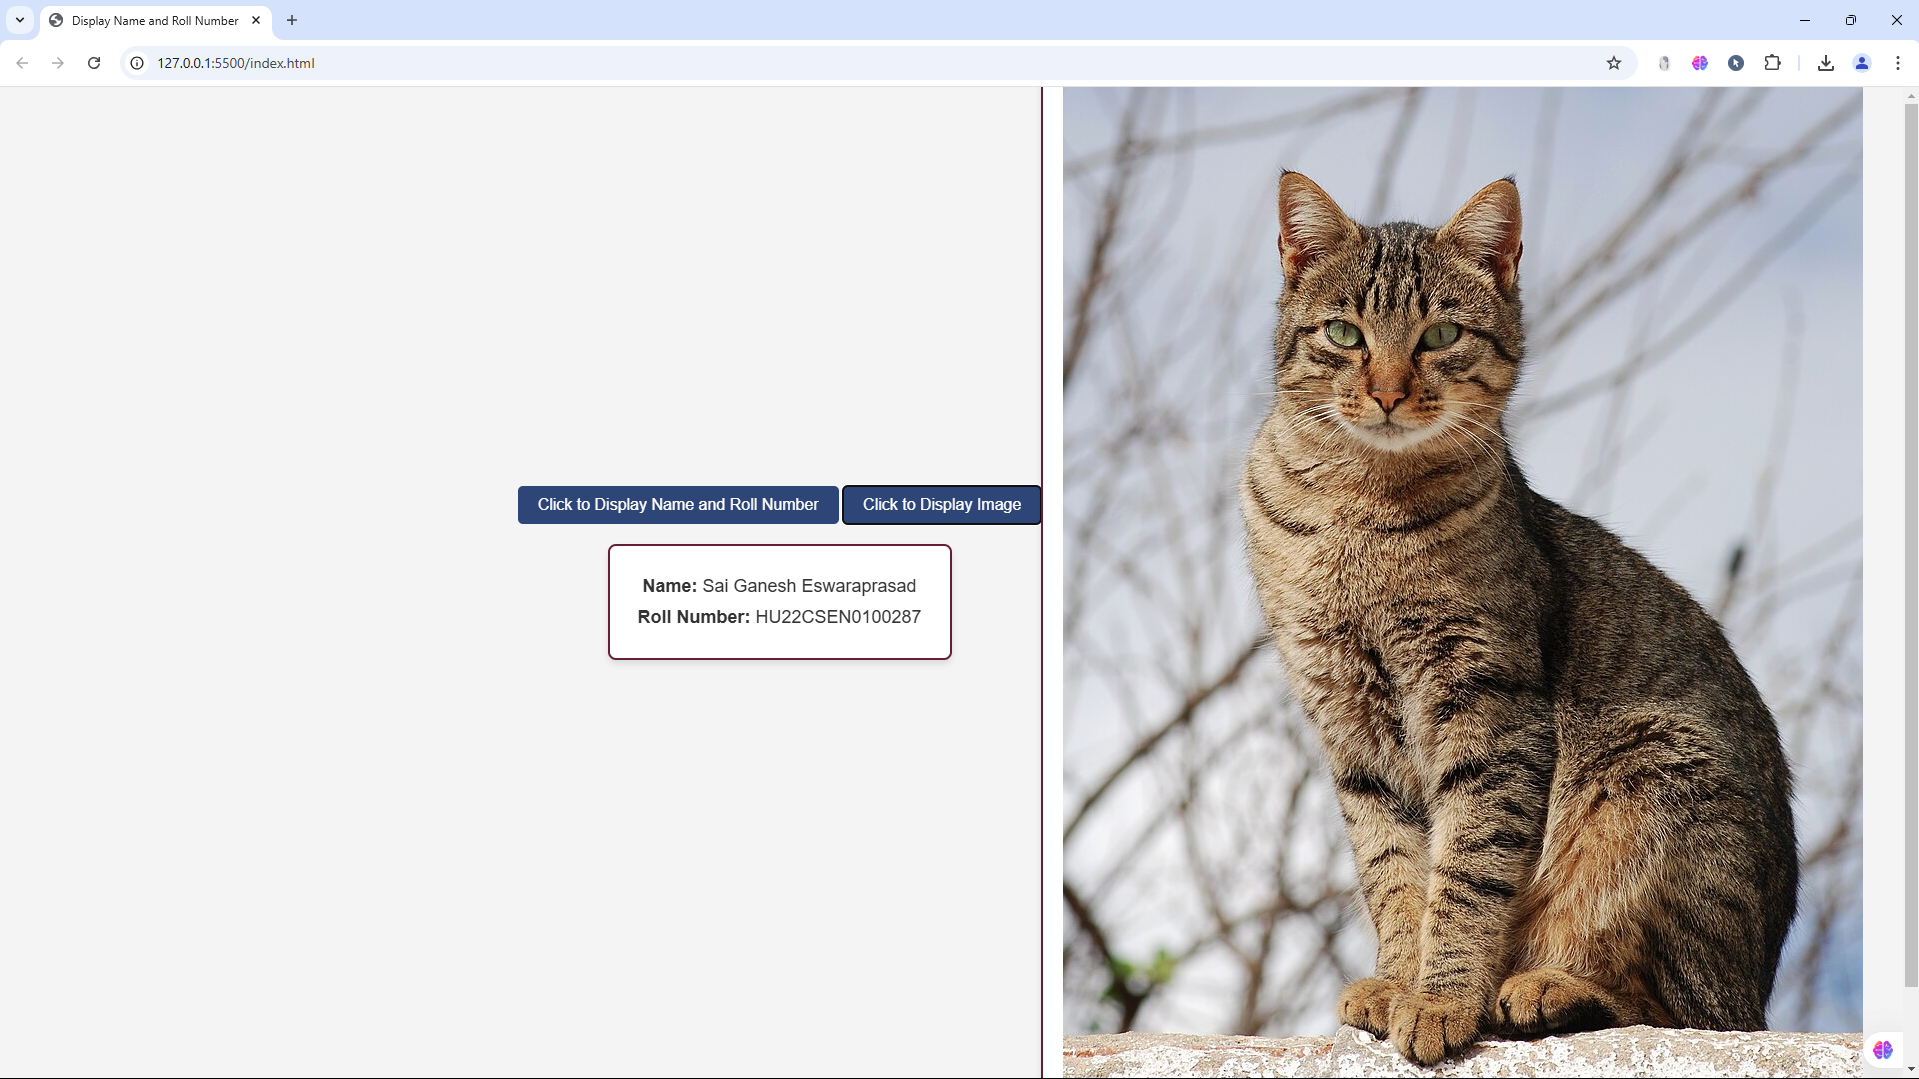 Display Name and Roll Number
127.0.0.1:5500/index.html
Click to Display Name and Roll Number
Click to Display Image
Name: Sai Ganesh Eswaraprasad
Roll Number: HU22CSEN0100287